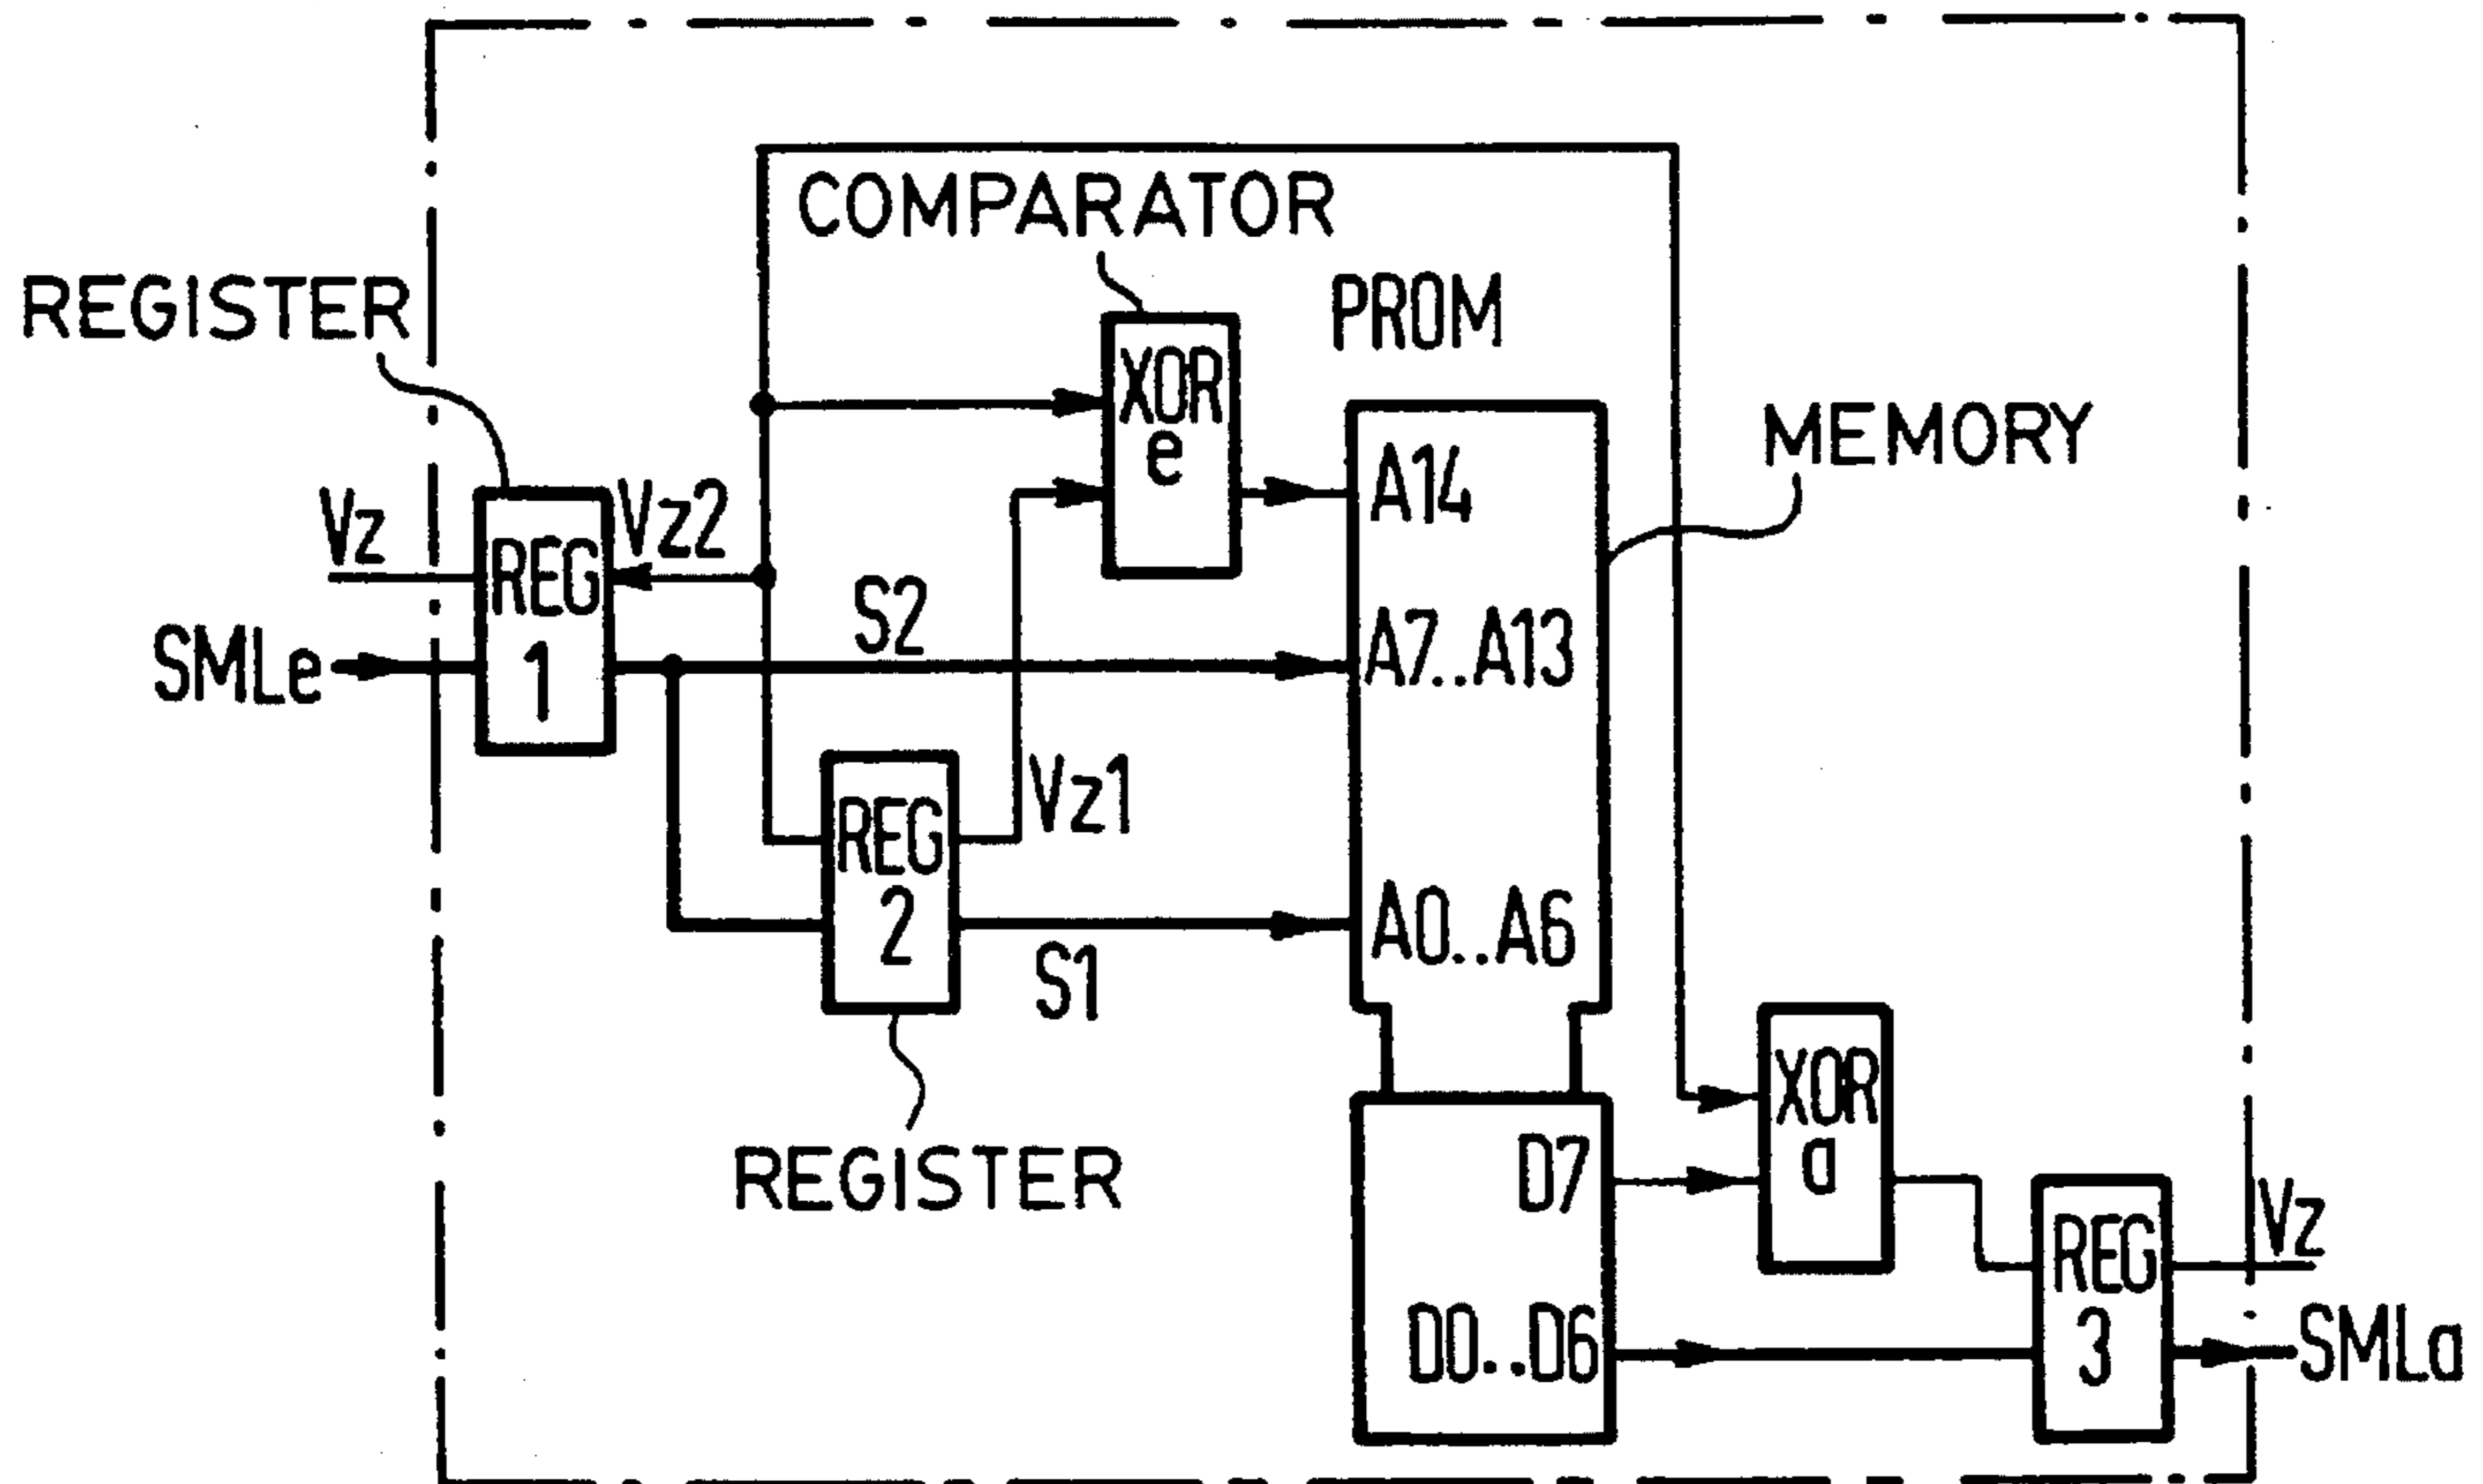 COMPARATOR
REGISTER
PROM
XOR
e
MEMORY
A14
Vz
Vz2
REG
1
S2
SMLe
A7..A13
Vz1
REG
2
A0..A6
S1
XOR
a
REGISTER
D7
Vz
REG
3
D0..D6
SMLa